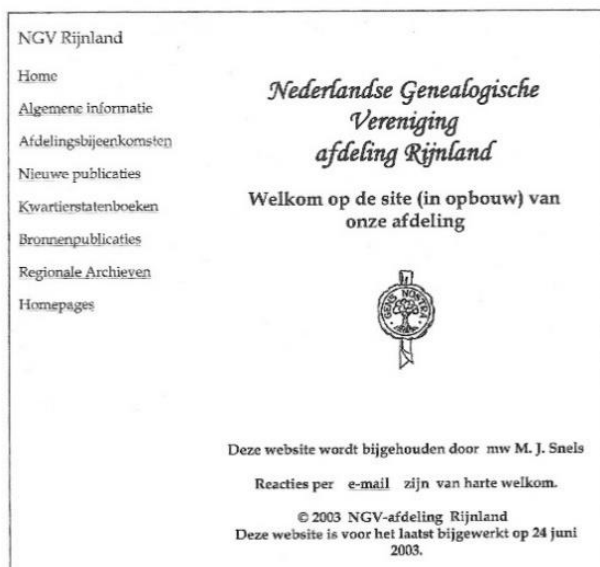 NGV Rijnland
Home
Algemene informatie
Afdelingsbijeenkomsten
Nieuwe publicaties
Kwartierstatenboeken
Bronnenpublicaties
Regionale Archieven
Homepages
Nederlandse Genealogische
Vereniging
afdeling Rijnland
Welkom op de site (in opbouw) van
onze afdeling
GENS NOSTRA
Deze website wordt bijgehouden door mw M. J. Snels
Reacties per e-mail zijn van harte welkom.
© 2003 NGV-afdeling Rijnland
Deze website is voor het laatst bijgewerkt op 24 juni
2003.